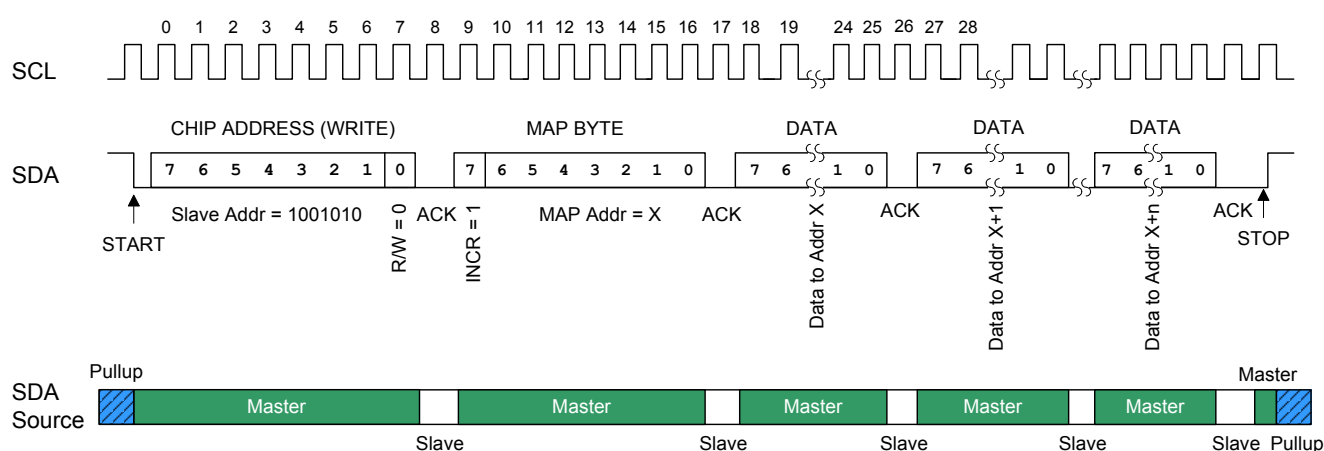 0 1 2 3 4 5 6 7 8 9 10 11 12 13 14 15 16 17 18 19 24 25 26 27 28
SCL
CHIP ADDRESS (WRITE) MAP BYTE DATA DATA DATA
SDA 7 6 5 4 3 2 1 0 7 6 5 4 3 2 1 0 7 6 1 0 7 6 1 0 7 6 1 0
Slave Addr = 1001010 ACK MAP Addr = X ACK ACK ACK
START STOP
R/W = 0
INCR = 1
Data to Addr X
Data to Addr X+1
Data to Addr X+n
Pullup Master
SDA
Source
Master Master Master Master Master
Slave Slave Slave Slave Slave Pullup